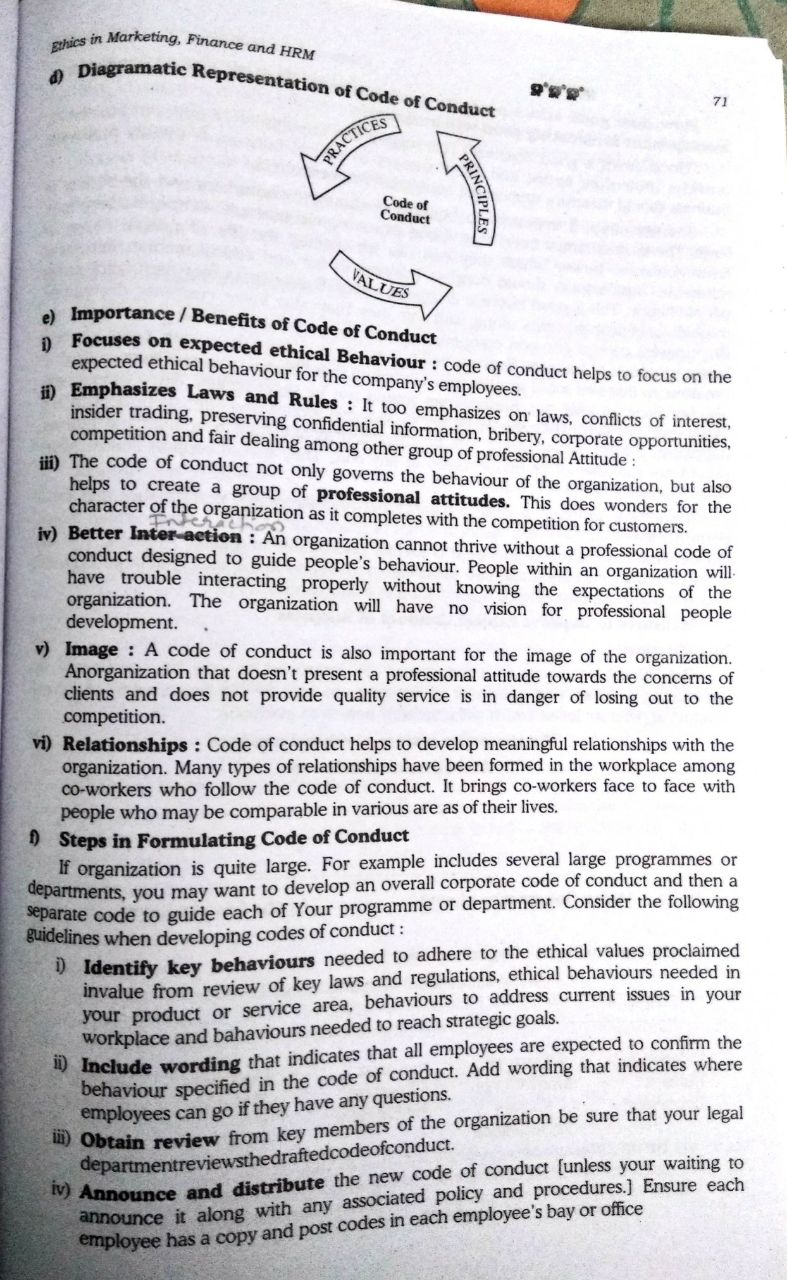 Ethics in Marketing, Finance and HRM
71
d) Diagramatic Representation of Code of Conduct
PRACTICES
PRINCIPLES
Code of
Conduct
VALUES
e) Importance / Benefits of Code of Conduct
i) Focuses on expected ethical Behaviour : code of conduct helps to focus on the
expected ethical behaviour for the company's employees.
ii) Emphasizes Laws and Rules : It too emphasizes on laws, conflicts of interest,
insider trading, preserving confidential information, bribery, corporate opportunities,
competition and fair dealing among other group of professional Attitude :
iii) The code of conduct not only governs the behaviour of the organization, but also
helps to create a group of professional attitudes. This does wonders for the
character of the organization as it completes with the competition for customers.
Interaction
iv) Better Inter-action : An organization cannot thrive without a professional code of
conduct designed to guide people's behaviour. People within an organization will
have trouble interacting properly without knowing the expectations of the
organization. The organization will have no vision for professional people
development.
v) Image : A code of conduct is also important for the image of the organization.
Anorganization that doesn't present a professional attitude towards the concerns of
clients and does not provide quality service is in danger of losing out to the
competition.
vi) Relationships : Code of conduct helps to develop meaningful relationships with the
organization. Many types of relationships have been formed in the workplace among
co-workers who follow the code of conduct. It brings co-workers face to face with
people who may be comparable in various are as of their lives.
f) Steps in Formulating Code of Conduct
If organization is quite large. For example includes several large programmes or
departments, you may want to develop an overall corporate code of conduct and then a
separate code to guide each of Your programme or department. Consider the following
guidelines when developing codes of conduct :
i) Identify key behaviours needed to adhere to the ethical values proclaimed
invalue from review of key laws and regulations, ethical behaviours needed in
your product or service area, behaviours to address current issues in your
workplace and bahaviours needed to reach strategic goals.
ii) Include wording that indicates that all employees are expected to confirm the
behaviour specified in the code of conduct. Add wording that indicates where
employees can go if they have any questions.
iii) Obtain review from key members of the organization be sure that your legal
departmentreviewsthedraftedcodeofconduct.
iv) Announce and distribute the new code of conduct [unless your waiting to
announce it along with any associated policy and procedures.] Ensure each
employee has a copy and post codes in each employee's bay or office